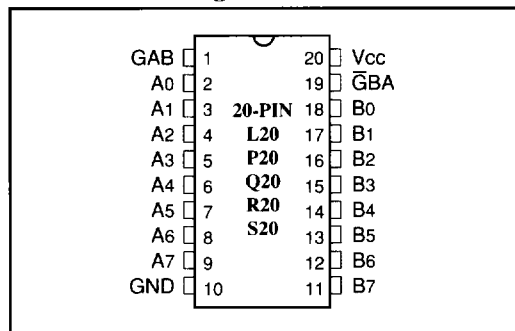 GAB 1 20 Vcc
A0 2 19 G̅BA
A1 3 20-PIN 18 B0
A2 4 L20 17 B1
A3 5 P20 16 B2
A4 6 Q20 15 B3
A5 7 R20 14 B4
A6 8 S20 13 B5
A7 9 12 B6
GND 10 11 B7